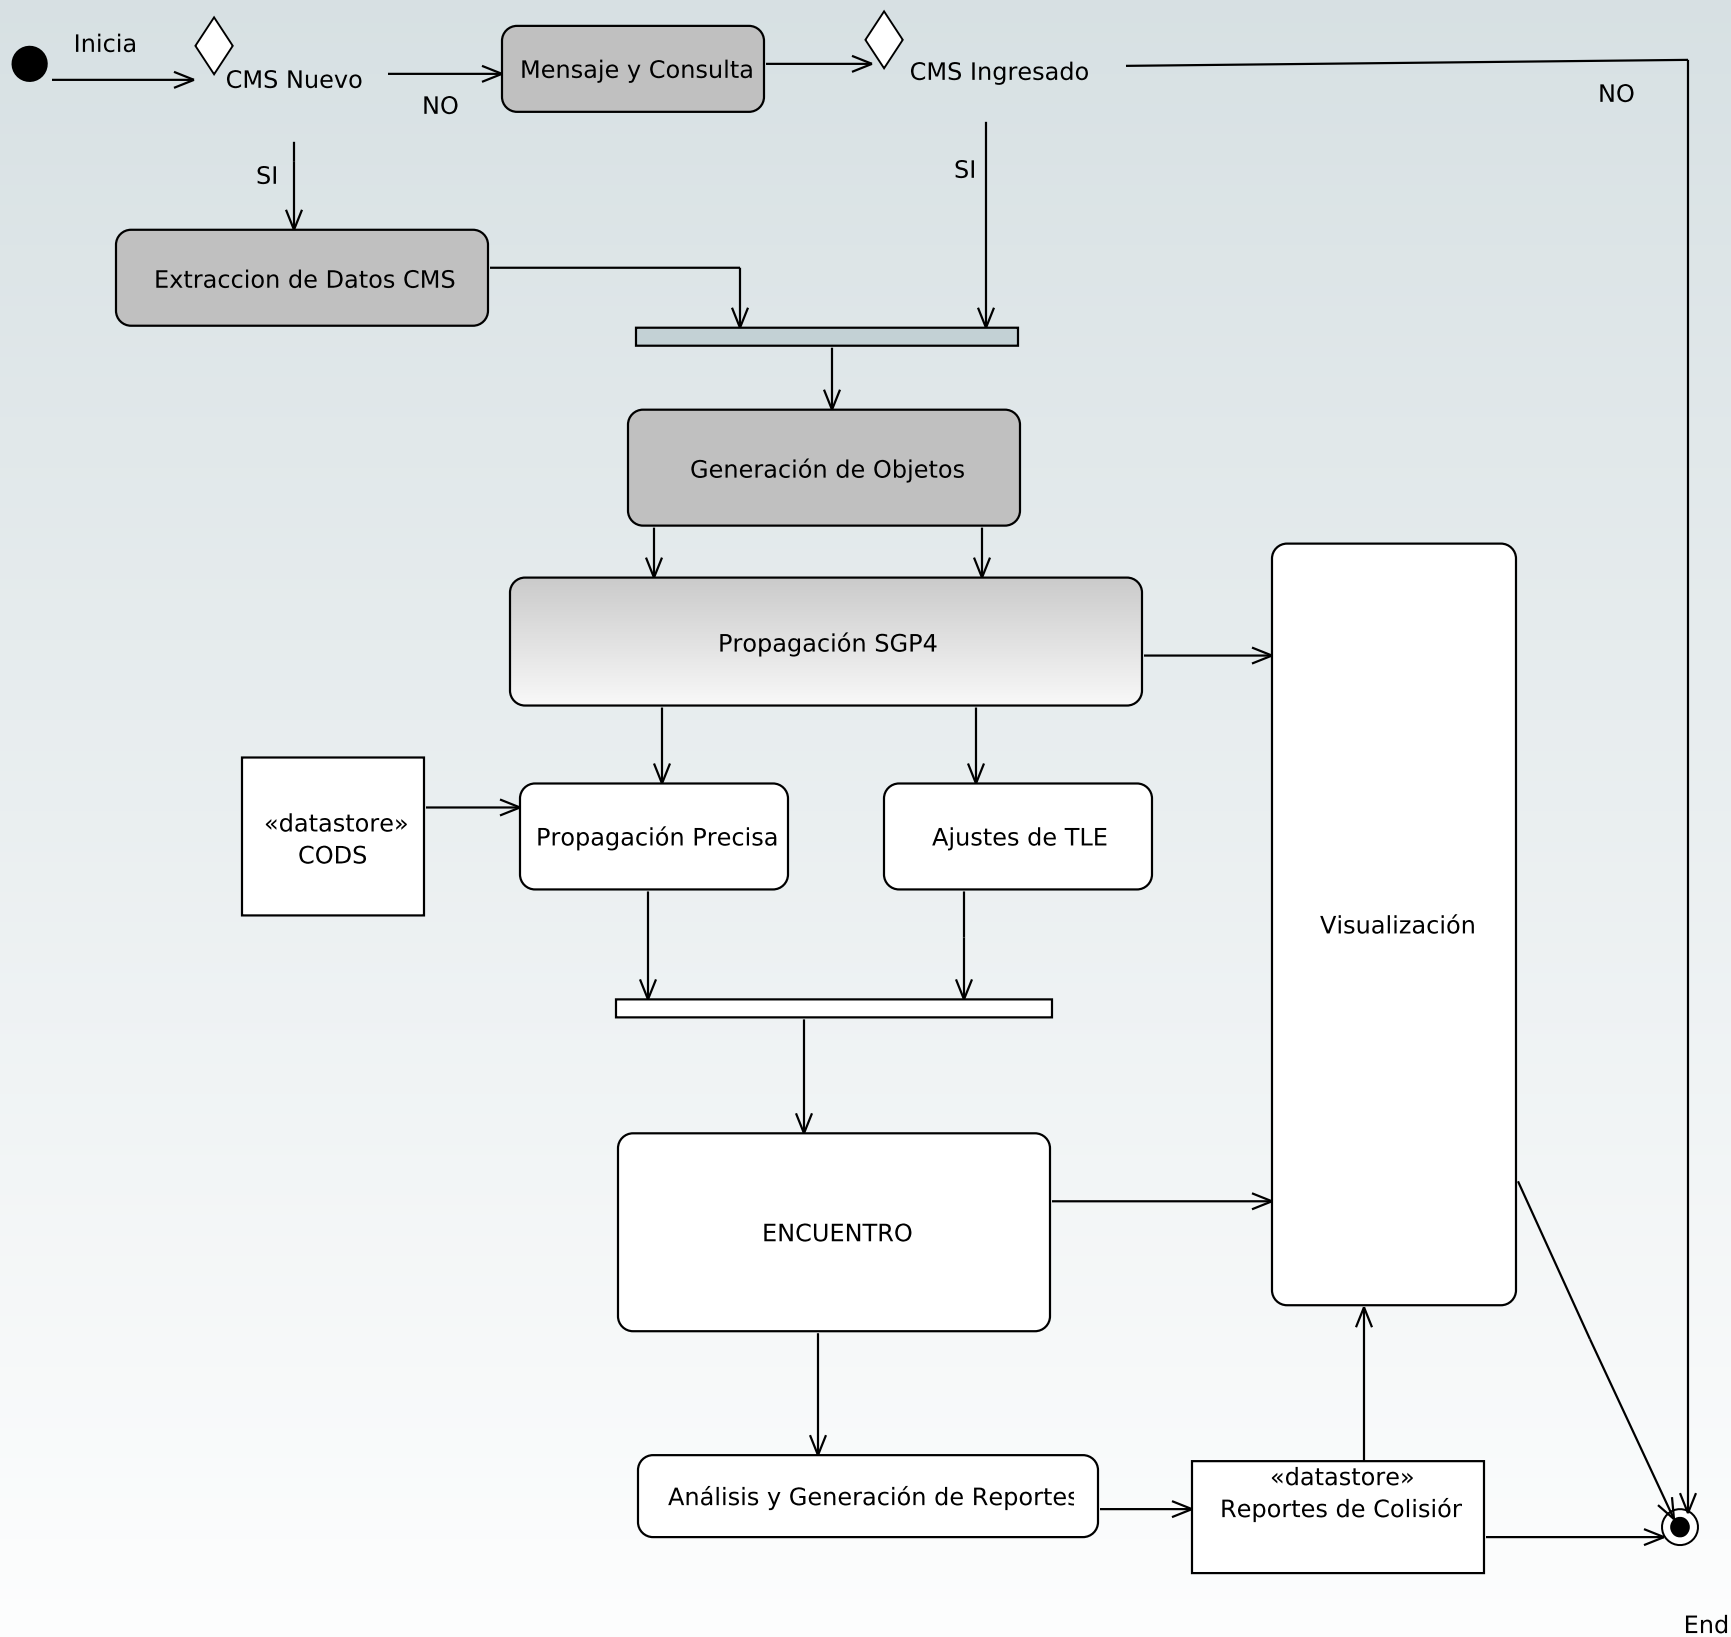 Inicia
CMS Nuevo
NO
Mensaje y Consulta
CMS Ingresado
NO
SI
SI
Extraccion de Datos CMS
Generación de Objetos
Propagación SGP4
«datastore»
CODS
Propagación Precisa
Ajustes de TLE
Visualización
ENCUENTRO
Análisis y Generación de Reportes
«datastore»
Reportes de Colisiór
End